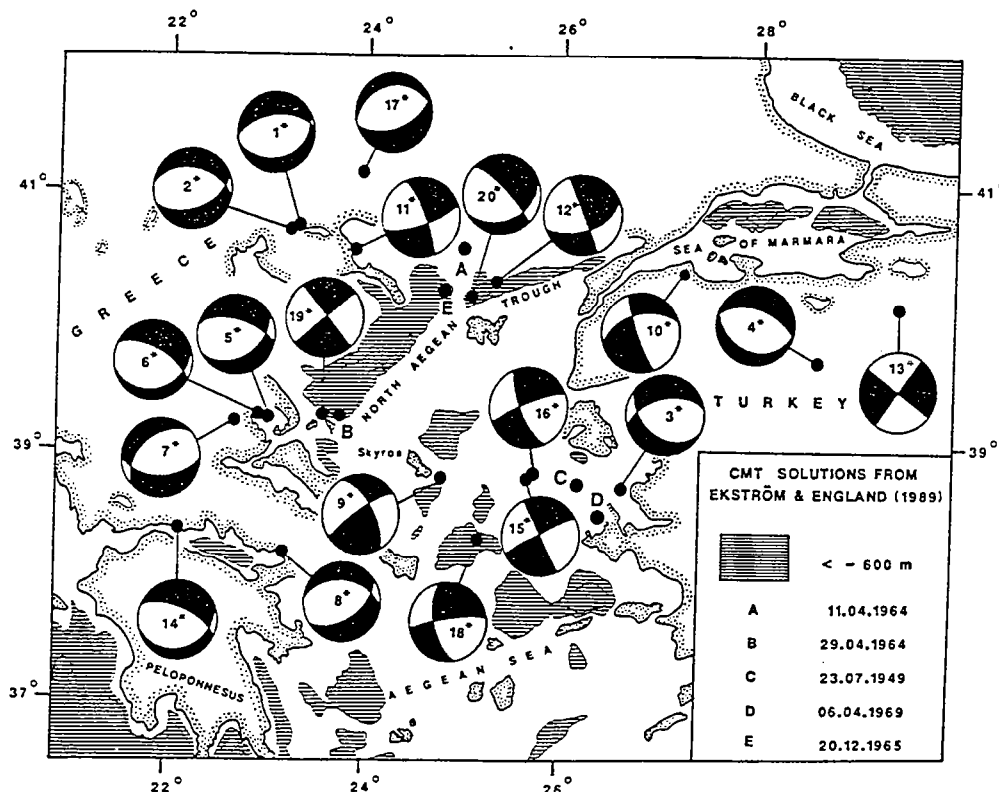 22° 24° 26° 28°
BLACK SEA
17*
1*
41°
41°
2*
11*
20*
12*
SEA OF MARMARA
A
GREECE
E
TROUGH
19*
10*
4*
5*
NORTH AEGEAN
6*
13*
16*
3*
TURKEY
B
39°
39°
7*
Skyros
C
D
9*
15*
8*
14*
18*
PELOPONNESUS
AEGEAN SEA
37°
CMT SOLUTIONS FROM
EKSTRÖM & ENGLAND (1989)
< - 600 m
A 11.04.1964
B 29.04.1964
C 23.07.1949
D 06.04.1969
E 20.12.1965
22° 24° 26°